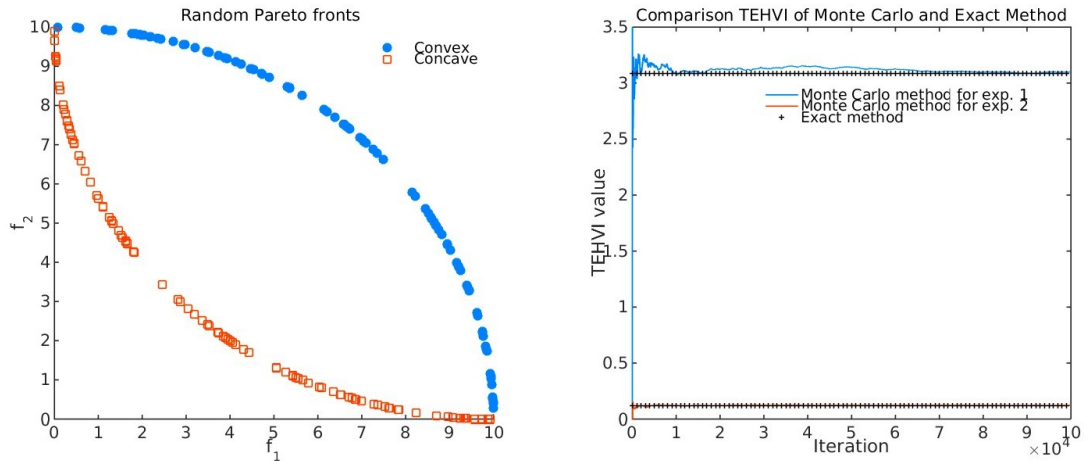 Random Pareto fronts
10
9
8
7
6
5
4
3
2
1
0
f_2
Convex
Concave
0 1 2 3 4 5 6 7 8 9 10
f_1
Comparison TEHVI of Monte Carlo and Exact Method
3.5
3
2.5
2
1.5
1
0.5
0
TEHVI value
Monte Carlo method for exp. 1
Monte Carlo method for exp. 2
Exact method
0 1 2 3 4 5 6 7 8 9 10
Iteration
×10^4